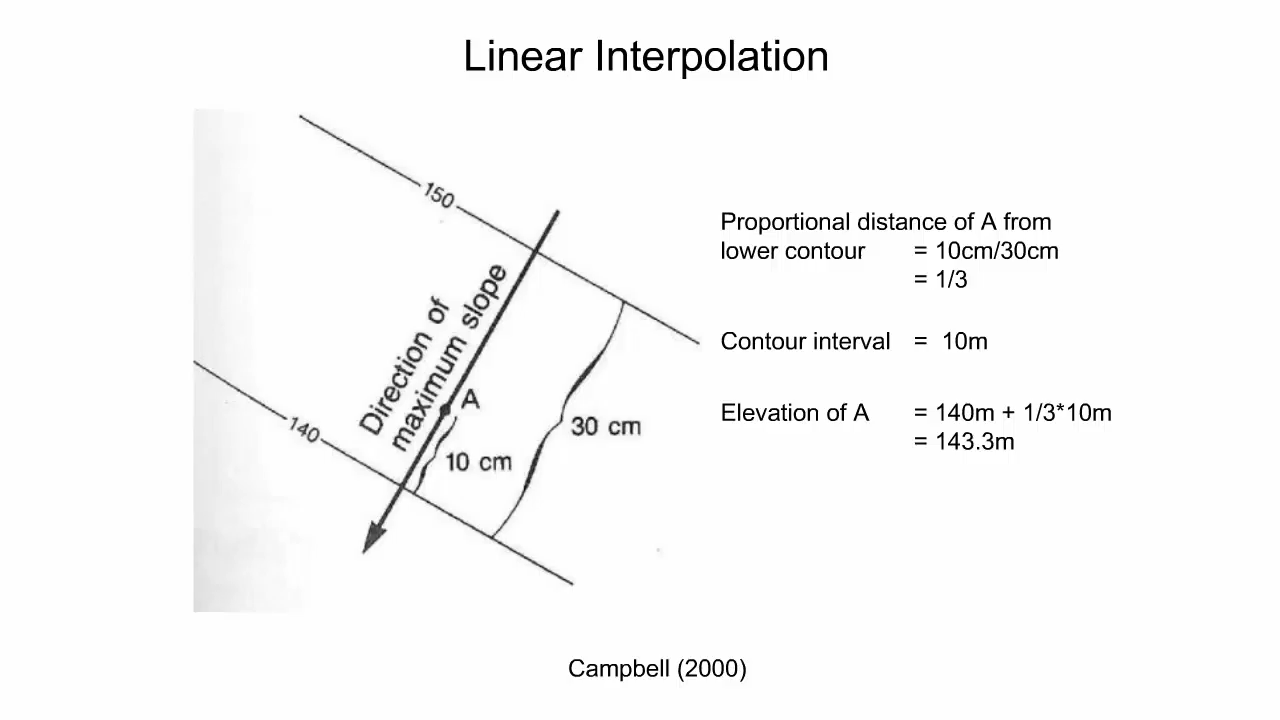 Linear Interpolation
150
Direction of
maximum slope
A
140
10 cm
30 cm
Proportional distance of A from
lower contour = 10cm/30cm
= 1/3
Contour interval = 10m
Elevation of A = 140m + 1/3*10m
= 143.3m
Campbell (2000)